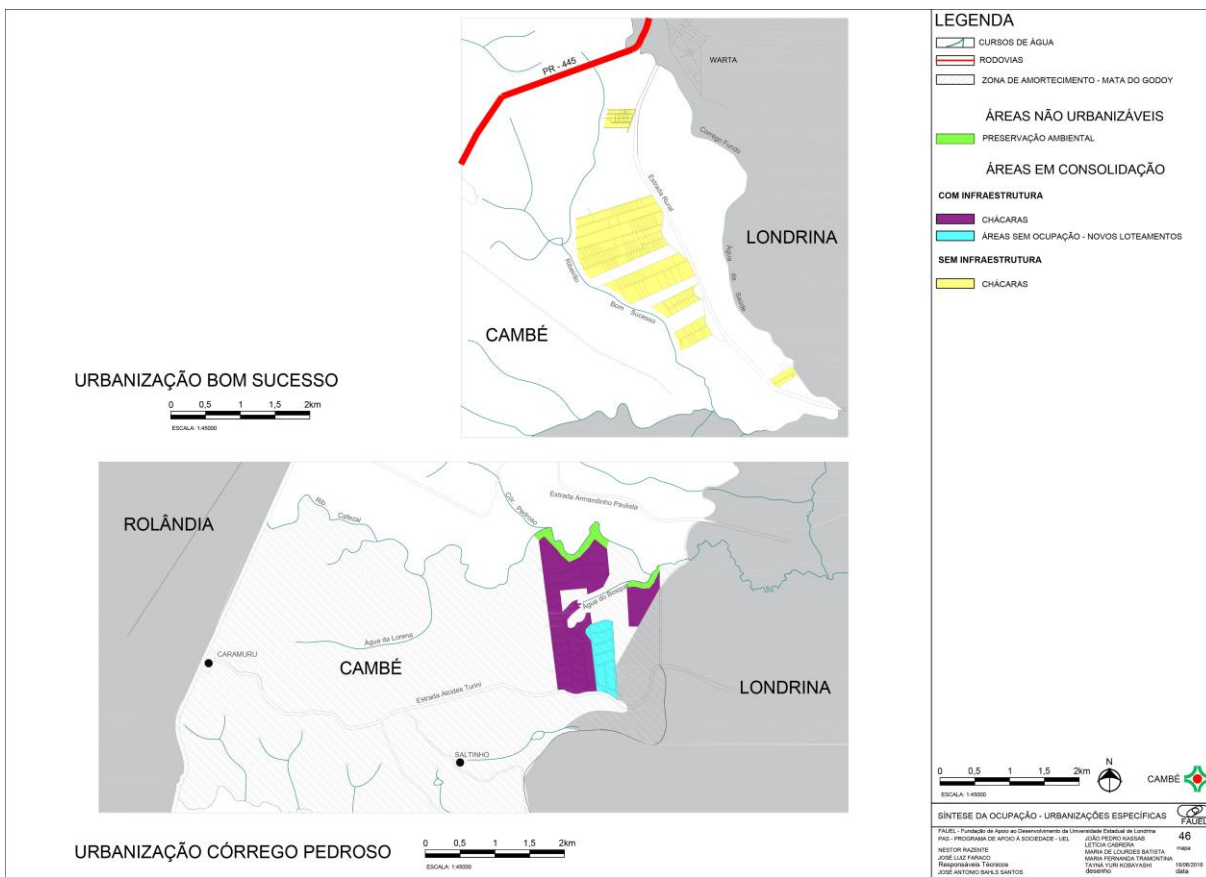 PR - 445
WARTA
Córrego Fundo
Estrada Rural
LONDRINA
Água da Saúde
Ribeirão
Bom Sucesso
CAMBÉ
URBANIZAÇÃO BOM SUCESSO
0 0,5 1 1,5 2km
ESCALA: 1:45000
ROLÂNDIA
Rib. Cafezal
Cór. Pedroso
Estrada Armandinho Paulista
Água do Bosque
Água da Lorena
CARAMURU
CAMBÉ
Estrada Alcides Turini
LONDRINA
SALTINHO
URBANIZAÇÃO CÓRREGO PEDROSO
0 0,5 1 1,5 2km
ESCALA: 1:45000
LEGENDA
CURSOS DE ÁGUA
RODOVIAS
ZONA DE AMORTECIMENTO - MATA DO GODOY
ÁREAS NÃO URBANIZÁVEIS
PRESERVAÇÃO AMBIENTAL
ÁREAS EM CONSOLIDAÇÃO
COM INFRAESTRUTURA
CHÁCARAS
ÁREAS SEM OCUPAÇÃO - NOVOS LOTEAMENTOS
SEM INFRAESTRUTURA
CHÁCARAS
0 0,5 1 1,5 2km
ESCALA: 1:45000
N
CAMBÉ
SÍNTESE DA OCUPAÇÃO - URBANIZAÇÕES ESPECÍFICAS
FAUEL
FAUEL - Fundação de Apoio ao Desenvolvimento da Universidade Estadual de Londrina
PAS - PROGRAMA DE APOIO À SOCIEDADE - UEL
NESTOR RAZENTE
JOSÉ LUIZ FARACO
Responsáveis Técnicos
JOSÉ ANTONIO BAHLS SANTOS
JOÃO PEDRO KASSAB
LETÍCIA CABRERA
MARIA DE LOURDES BATISTA
MARIA FERNANDA TRAMONTINA
TAYNÁ YURI KOBAYASHI
desenho
46
mapa
data